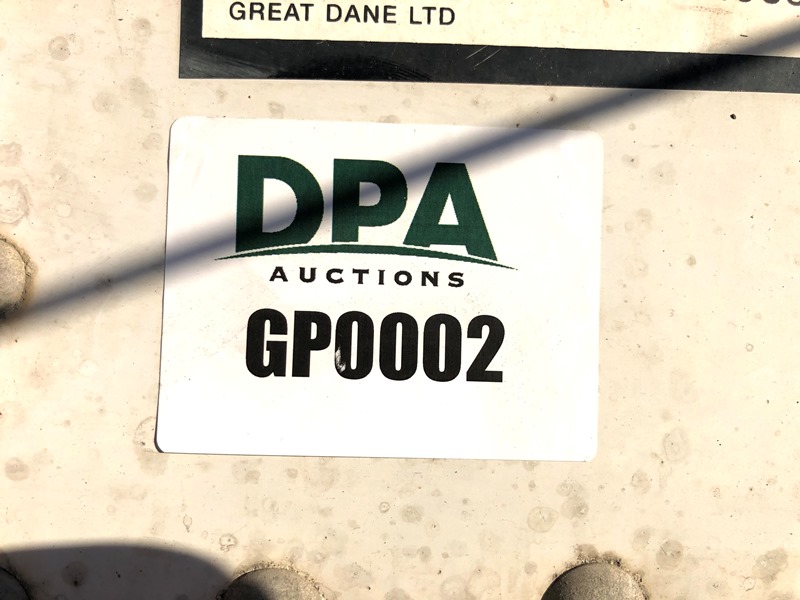 GREAT DANE LTD
DPA
AUCTIONS
GP0002